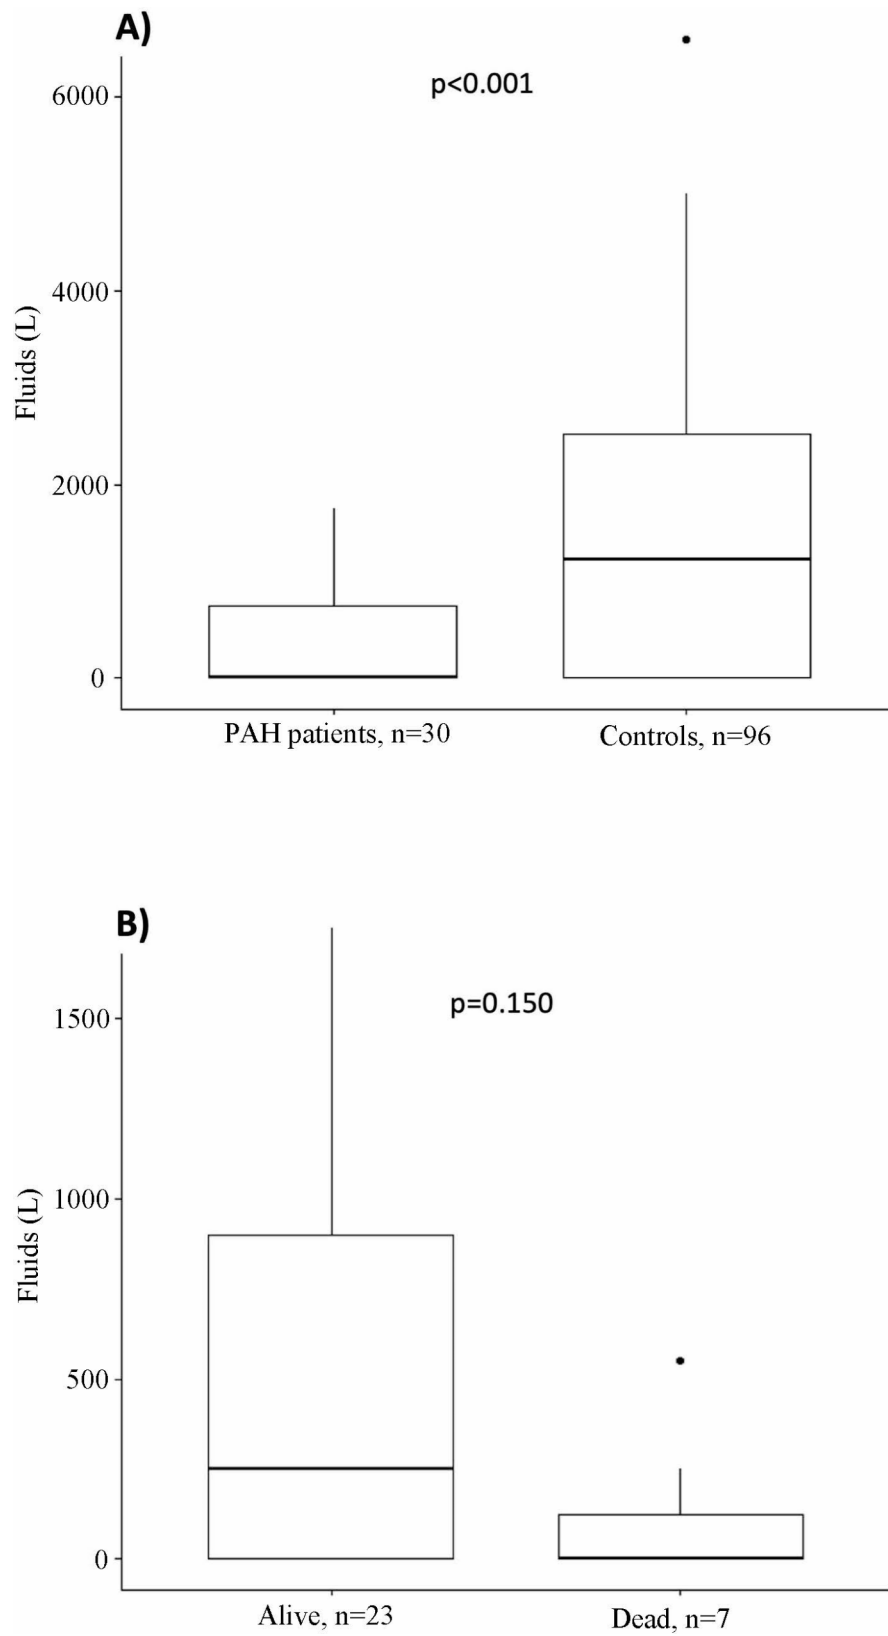 A)
p<0.001
6000
4000
2000
0
Fluids (L)
PAH patients, n=30
Controls, n=96
B)
p=0.150
1500
1000
500
0
Fluids (L)
Alive, n=23
Dead, n=7